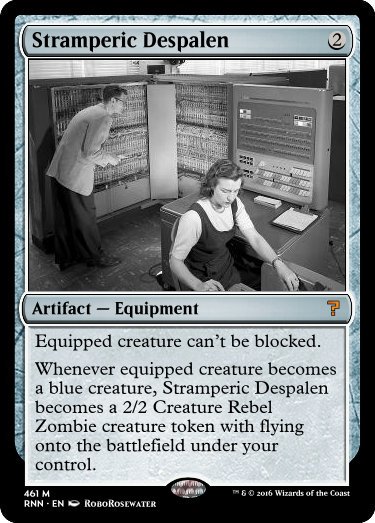 Stramperic Despalen 2
Artifact — Equipment
Equipped creature can't be blocked.
Whenever equipped creature becomes
a blue creature, Stramperic Despalen
becomes a 2/2 Creature Rebel
Zombie creature token with flying
onto the battlefield under your
control.
461 M
RNN • EN RoboRosewater
™ & © 2016 Wizards of the Coast